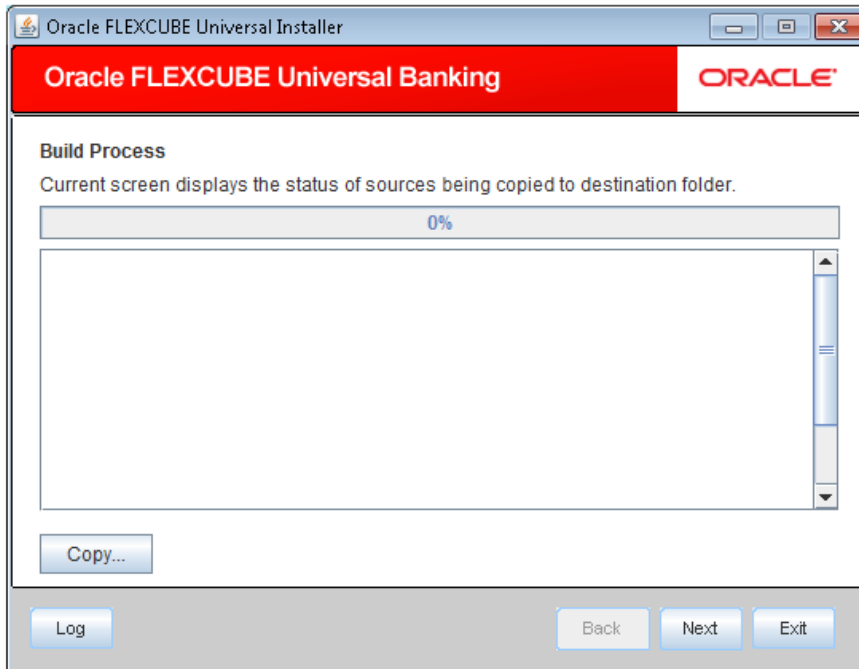 Oracle FLEXCUBE Universal Installer
Oracle FLEXCUBE Universal Banking
ORACLE
Build Process
Current screen displays the status of sources being copied to destination folder.
0%
Copy...
Log Back Next Exit